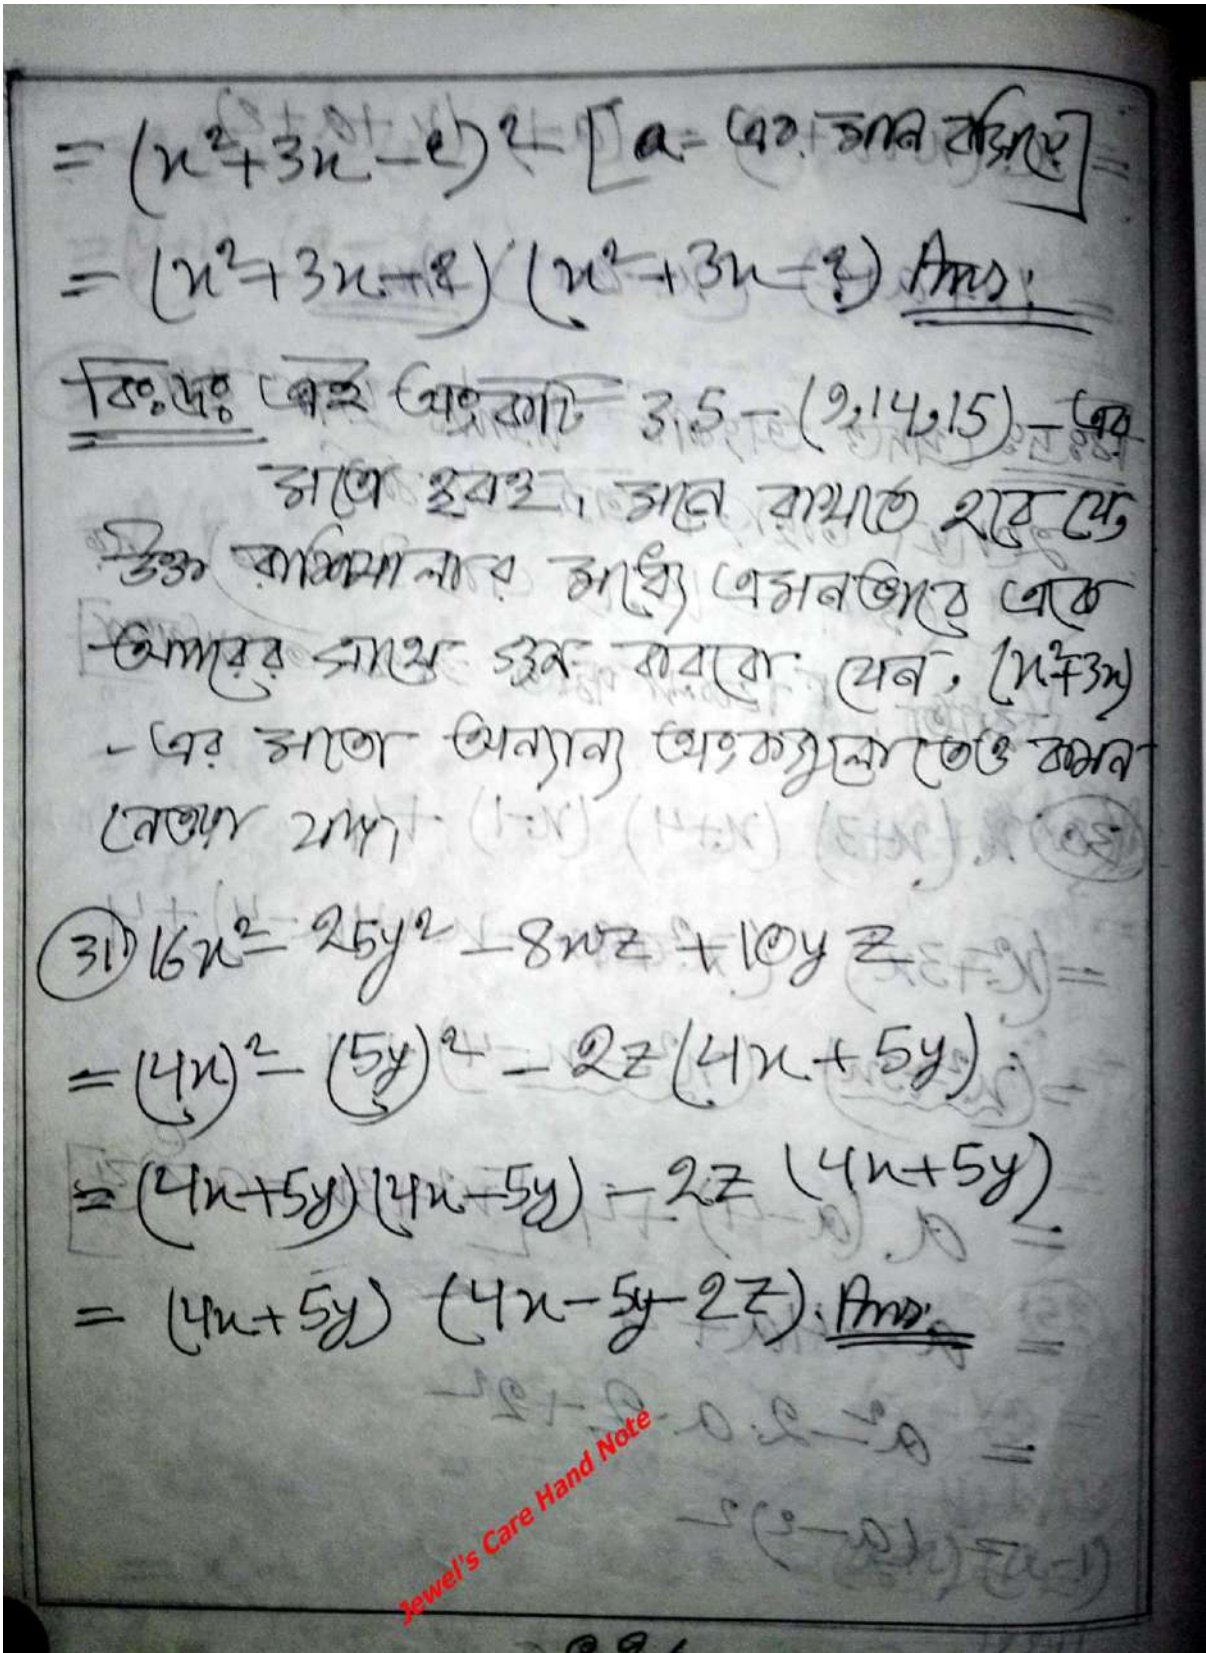 = (x²+3x-2)² [a- এর মান বসিয়ে]
= (x²+3x-2) (x²+3x-2) Ans:
বিঃদ্রঃ এই অংকটি 3.5 - (9,14,15) - এর
মতো হুবহু, মনে রাখতে হবে যে,
উক্ত রাশিমালার মধ্যে এমনভাবে একে
অপরের সাথে গুন করবো যেন, (x²+3x)
- এর মতো অন্যান্য অংকগুলোতেও কমন
নেওয়া যায়।
31) 16x² - 25y² - 8xz + 10yz
= (4x)² - (5y)² - 2z(4x + 5y)
= (4x+5y)(4x-5y) - 2z (4x+5y)
= (4x+5y) (4x-5y-2z). Ans:
Jewel's Care Hand Note